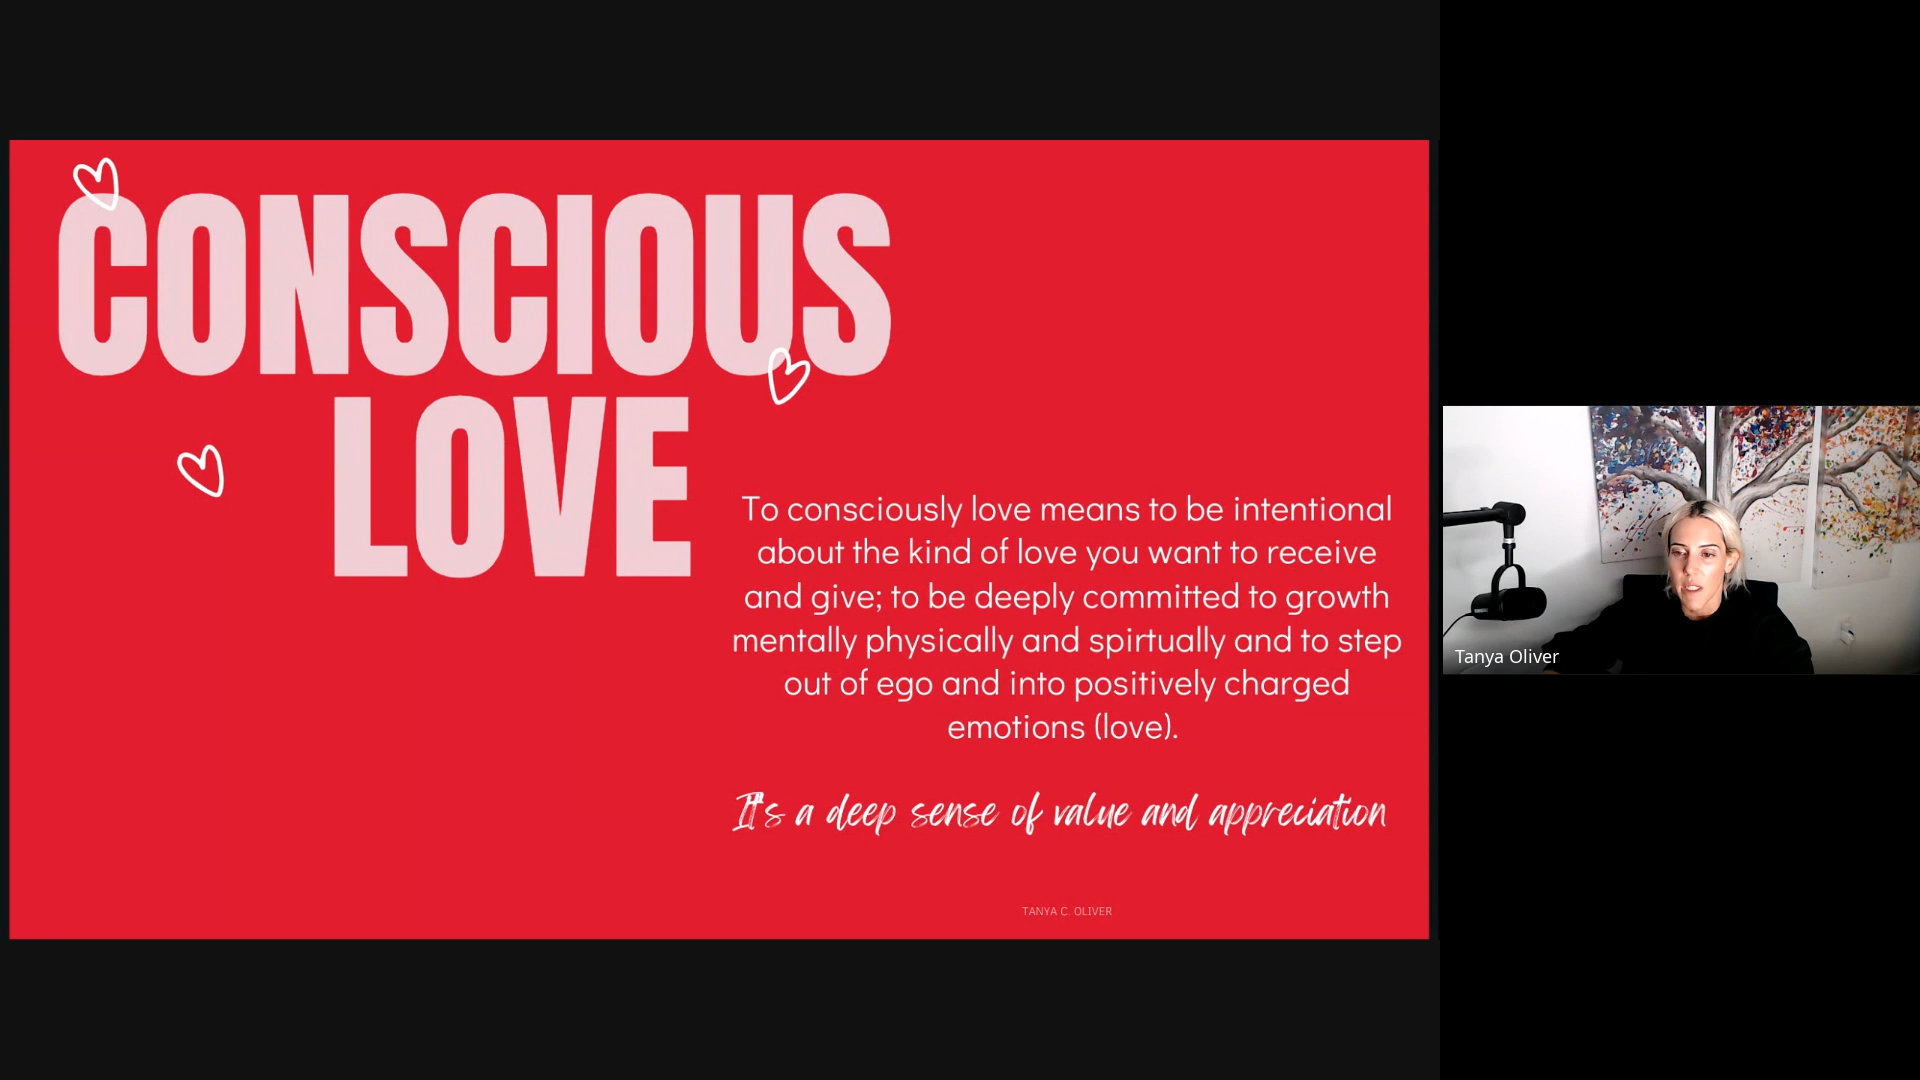 CONSCIOUS
LOVE
To consciously love means to be intentional
about the kind of love you want to receive
and give; to be deeply committed to growth
mentally physically and spirtually and to step
out of ego and into positively charged
emotions (love).
It's a deep sense of value and appreciation
TANYA C. OLIVER
Tanya Oliver